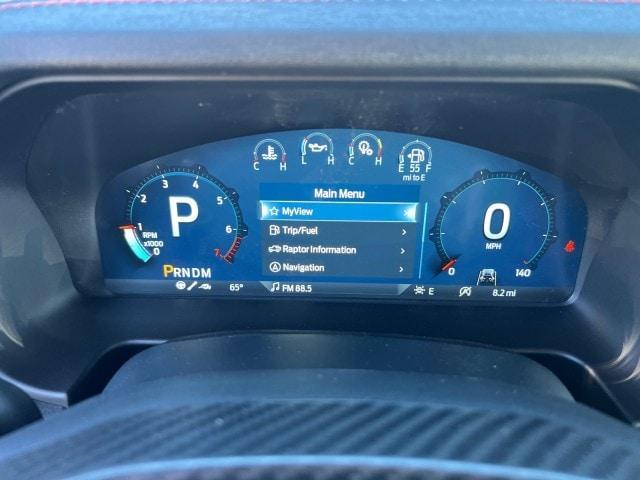 C H L H C H E 55 F
mi to E
Main Menu
MyView
Trip/Fuel
Raptor Information
Navigation
P
1 2 3 4 5 6 7
RPM
x1000
0
PRNDM
0
MPH
0 140
65° FM 88.5 E 8.2 mi